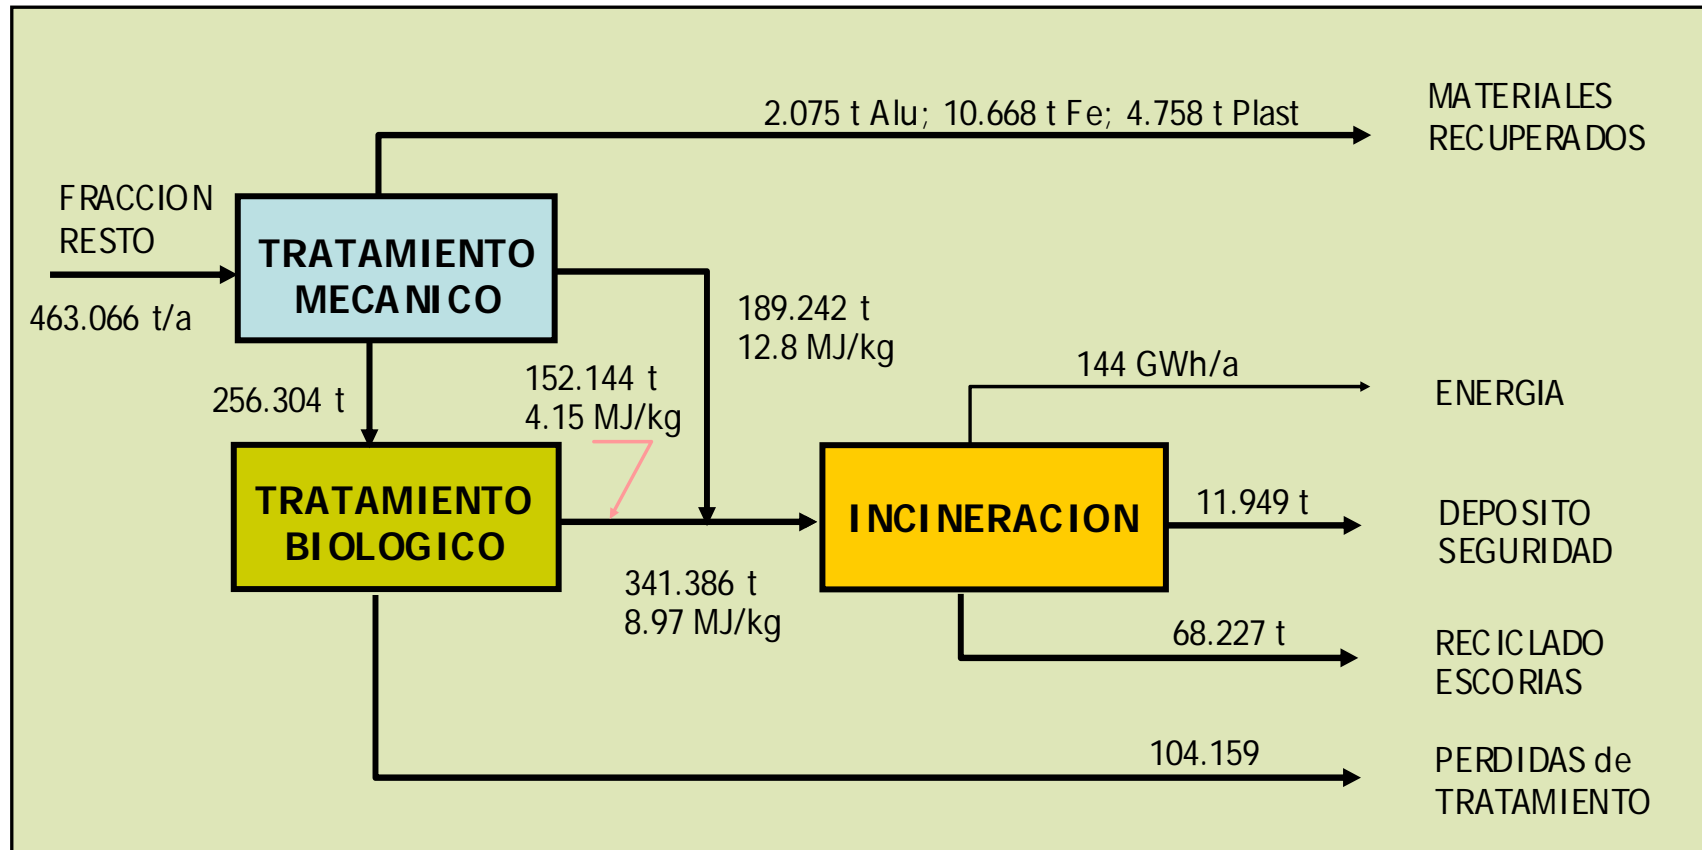 MATERIALES
RECUPERADOS
2.075 t Alu; 10.668 t Fe; 4.758 t Plast
FRACCION
RESTO
463.066 t/a
TRATAMIENTO
MECANICO
189.242 t
12.8 MJ/kg
152.144 t
4.15 MJ/kg
256.304 t
144 GWh/a
ENERGIA
TRATAMIENTO
BIOLOGICO
INCINERACION
11.949 t
DEPOSITO
SEGURIDAD
341.386 t
8.97 MJ/kg
68.227 t
RECICLADO
ESCORIAS
104.159
PERDIDAS de
TRATAMIENTO